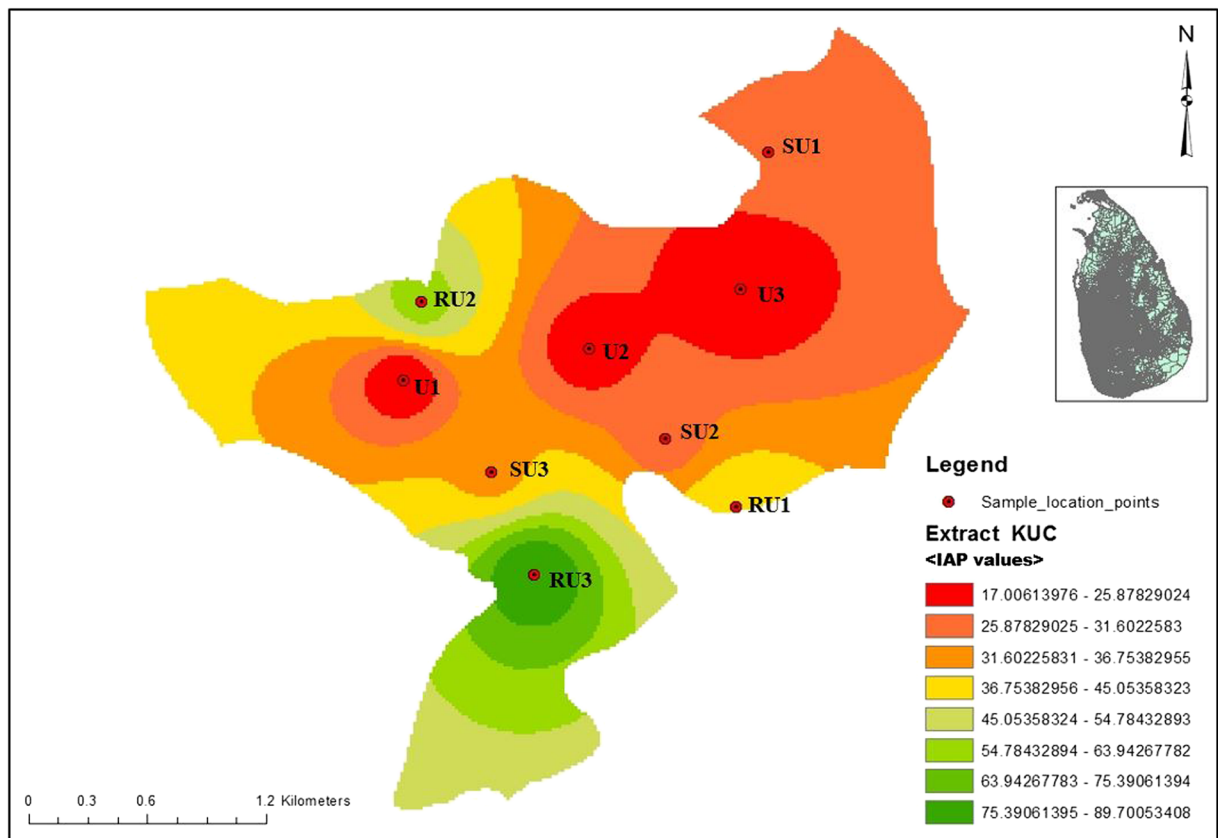 N
SU1
RU2
U3
U2
U1
SU2
SU3
RU1
RU3
Legend
Sample_location_points
Extract KUC
<IAP values>
17.00613976 - 25.87829024
25.87829025 - 31.6022583
31.60225831 - 36.75382955
36.75382956 - 45.05358323
45.05358324 - 54.78432893
54.78432894 - 63.94267782
63.94267783 - 75.39061394
75.39061395 - 89.70053408
0 0.3 0.6 1.2 Kilometers